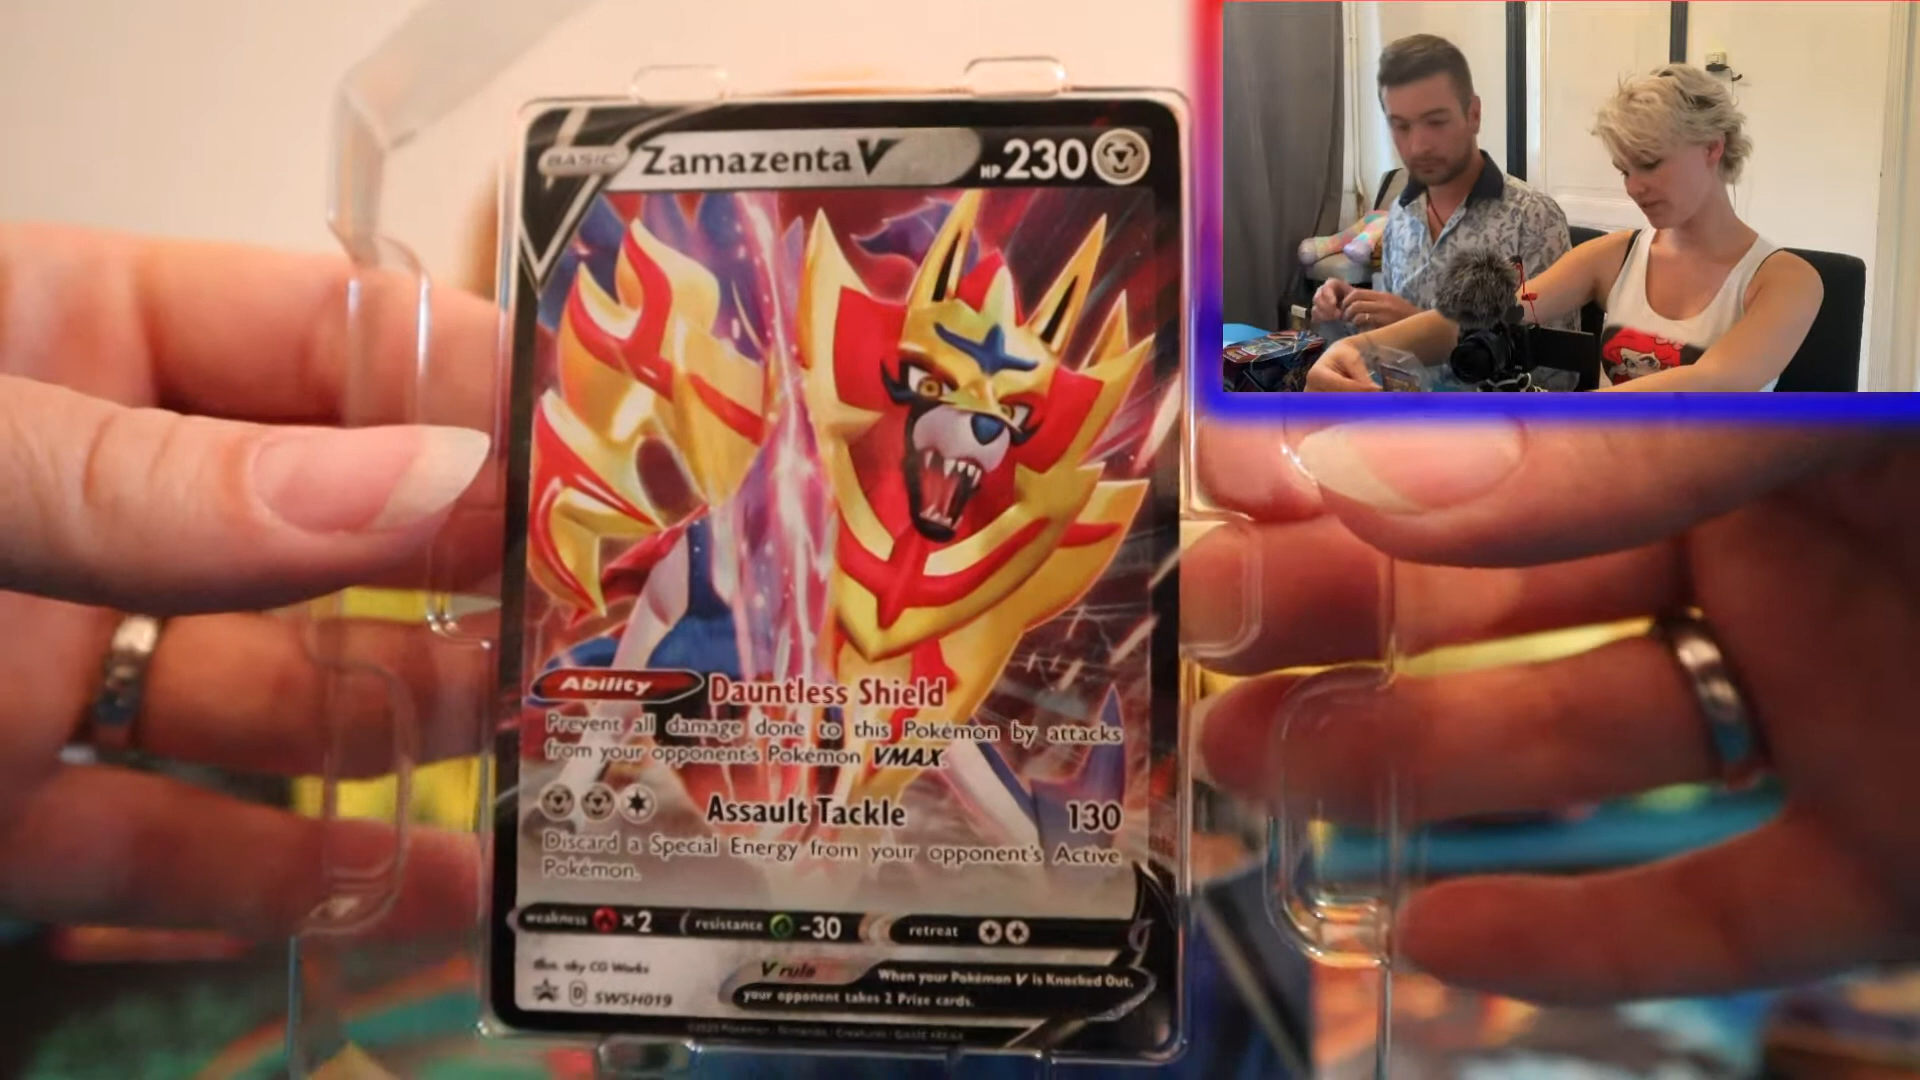 BASIC Zamazenta V HP 230
Ability Dauntless Shield
Prevent all damage done to this Pokémon by attacks
from your opponent's Pokémon VMAX.
Assault Tackle 130
Discard a Special Energy from your opponent's Active
Pokémon.
weakness ×2 resistance -30 retreat
Illus. aky CG Works
V rule When your Pokémon V is Knocked Out,
your opponent takes 2 Prize cards.
D SWSH019